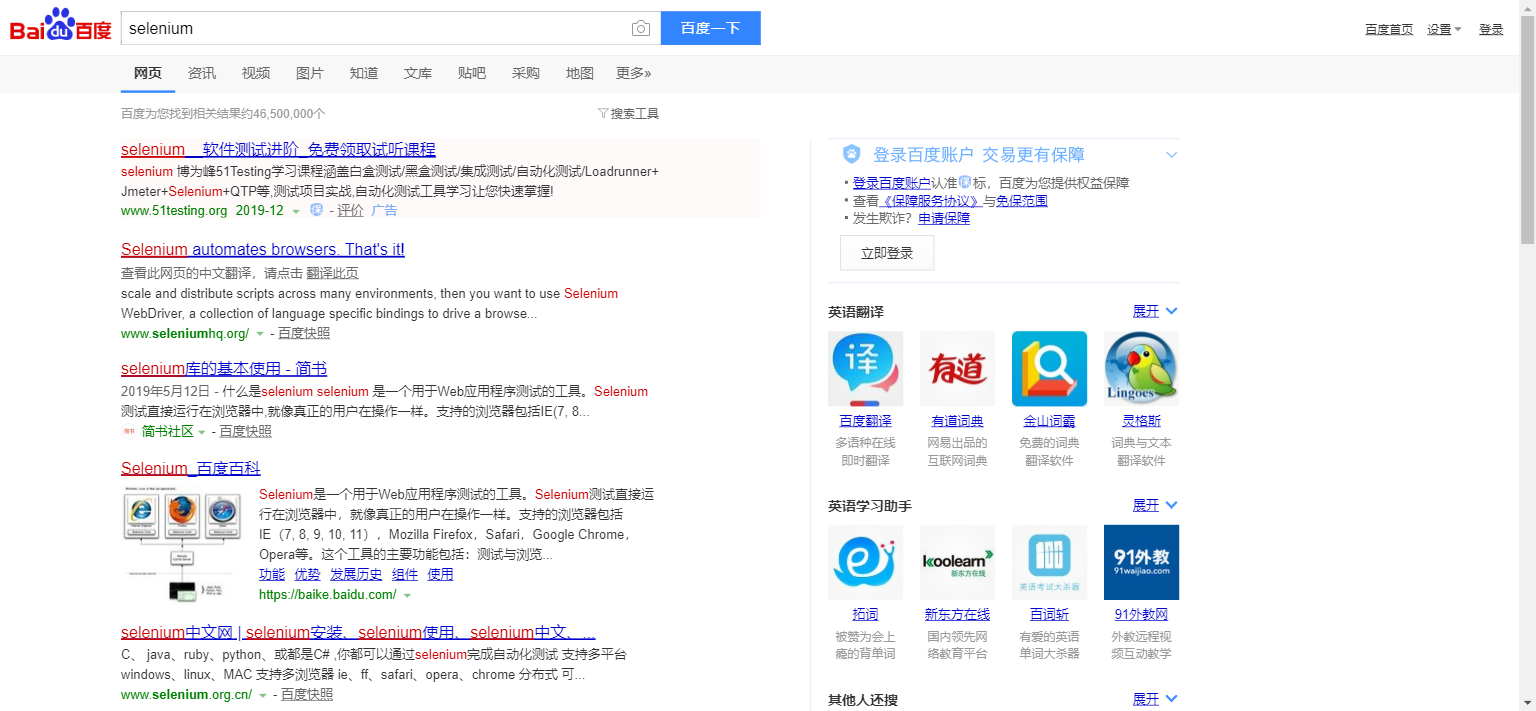 Bai du 百度
selenium
百度一下
百度首页 设置 登录
网页 资讯 视频 图片 知道 文库 贴吧 采购 地图 更多»
百度为您找到相关结果约46,500,000个
搜索工具
selenium__软件测试进阶_免费领取试听课程
selenium 博为峰51Testing学习课程涵盖白盒测试/黑盒测试/集成测试/自动化测试/Loadrunner+
Jmeter+Selenium+QTP等,测试项目实战,自动化测试工具学习让您快速掌握!
www.51testing.org 2019-12 - 评价 广告
Selenium automates browsers. That's it!
查看此网页的中文翻译，请点击 翻译此页
scale and distribute scripts across many environments, then you want to use Selenium
WebDriver, a collection of language specific bindings to drive a browse...
www.seleniumhq.org/ - 百度快照
selenium库的基本使用 - 简书
2019年5月12日 - 什么是selenium selenium 是一个用于Web应用程序测试的工具。Selenium
测试直接运行在浏览器中,就像真正的用户在操作一样。支持的浏览器包括IE(7, 8...
简书社区 - 百度快照
Selenium_百度百科
Selenium是一个用于Web应用程序测试的工具。Selenium测试直接运
行在浏览器中，就像真正的用户在操作一样。支持的浏览器包括
IE（7, 8, 9, 10, 11），Mozilla Firefox，Safari，Google Chrome，
Opera等。这个工具的主要功能包括：测试与浏览...
功能 优势 发展历史 组件 使用
https://baike.baidu.com/
selenium中文网 | selenium安装、selenium使用、selenium中文、...
C、 java、ruby、python、或都是C# ,你都可以通过selenium完成自动化测试 支持多平台
windows、linux、MAC 支持多浏览器 ie、ff、safari、opera、chrome 分布式 可...
www.selenium.org.cn/ - 百度快照
登录百度账户 交易更有保障
·登录百度账户认准标，百度为您提供权益保障
·查看《保障服务协议》与免保范围
·发生欺诈？申请保障
立即登录
英语翻译 展开
译 有道 Lingoes
百度翻译 有道词典 金山词霸 灵格斯
多语种在线 网易出品的 免费的词典 词典与文本
即时翻译 互联网词典 翻译软件 翻译软件
英语学习助手 展开
koolearn 新东方在线 英语考试大杀器 91外教 91waijiao.com
拓词 新东方在线 百词斩 91外教网
被赞为会上 国内领先网 有爱的英语 外教远程视
瘾的背单词 络教育平台 单词大杀器 频互动教学
其他人还搜 展开